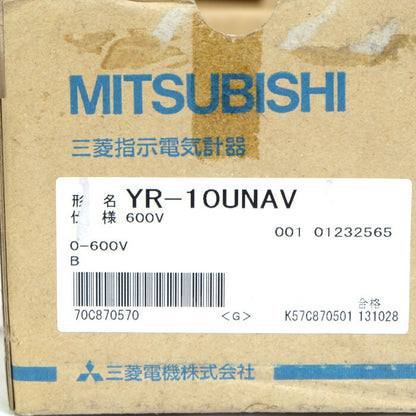 MITSUBISHI
三菱指示電気計器
形 名 YR-10UNAV
仕 様 600V
001 01232565
0-600V
B
合格
70C870570 <G> K57C870501 131028
三菱電機株式会社